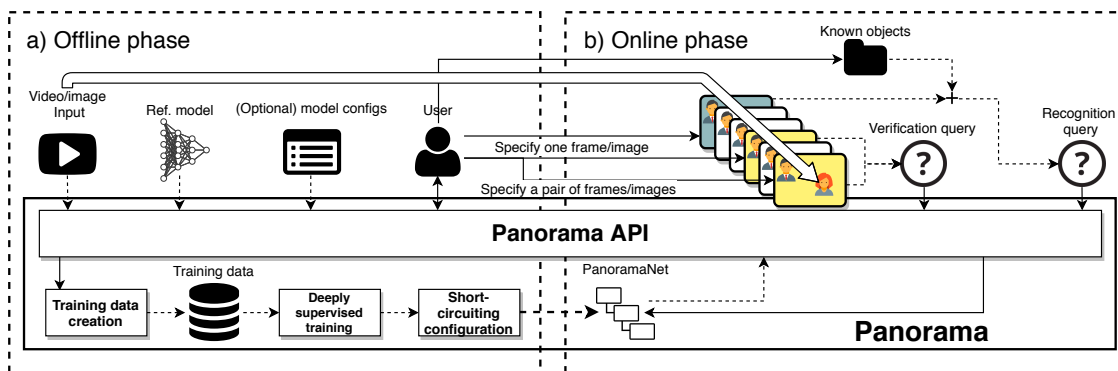 a) Offline phase
b) Online phase
Known objects
Video/image
Input
Ref. model
(Optional) model configs
User
Specify one frame/image
Specify a pair of frames/images
Verification query
?
Recognition
query
?
Panorama API
Training data
creation
Training data
Deeply
supervised
training
Short-
circuiting
configuration
PanoramaNet
Panorama